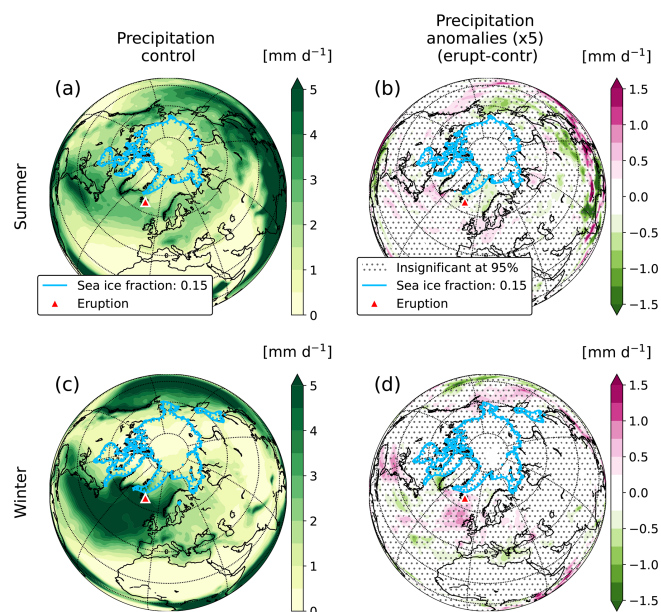 Precipitation
control
Precipitation
anomalies (x5)
(erupt-contr)
[mm d⁻¹]
[mm d⁻¹]
(a)
(b)
5
4
3
2
1
0
1.5
1.0
0.5
0.0
−0.5
−1.0
−1.5
Summer
Sea ice fraction: 0.15
Eruption
Insignificant at 95%
Sea ice fraction: 0.15
Eruption
[mm d⁻¹]
[mm d⁻¹]
(c)
(d)
5
4
3
2
1
0
1.5
1.0
0.5
0.0
−0.5
−1.0
−1.5
Winter